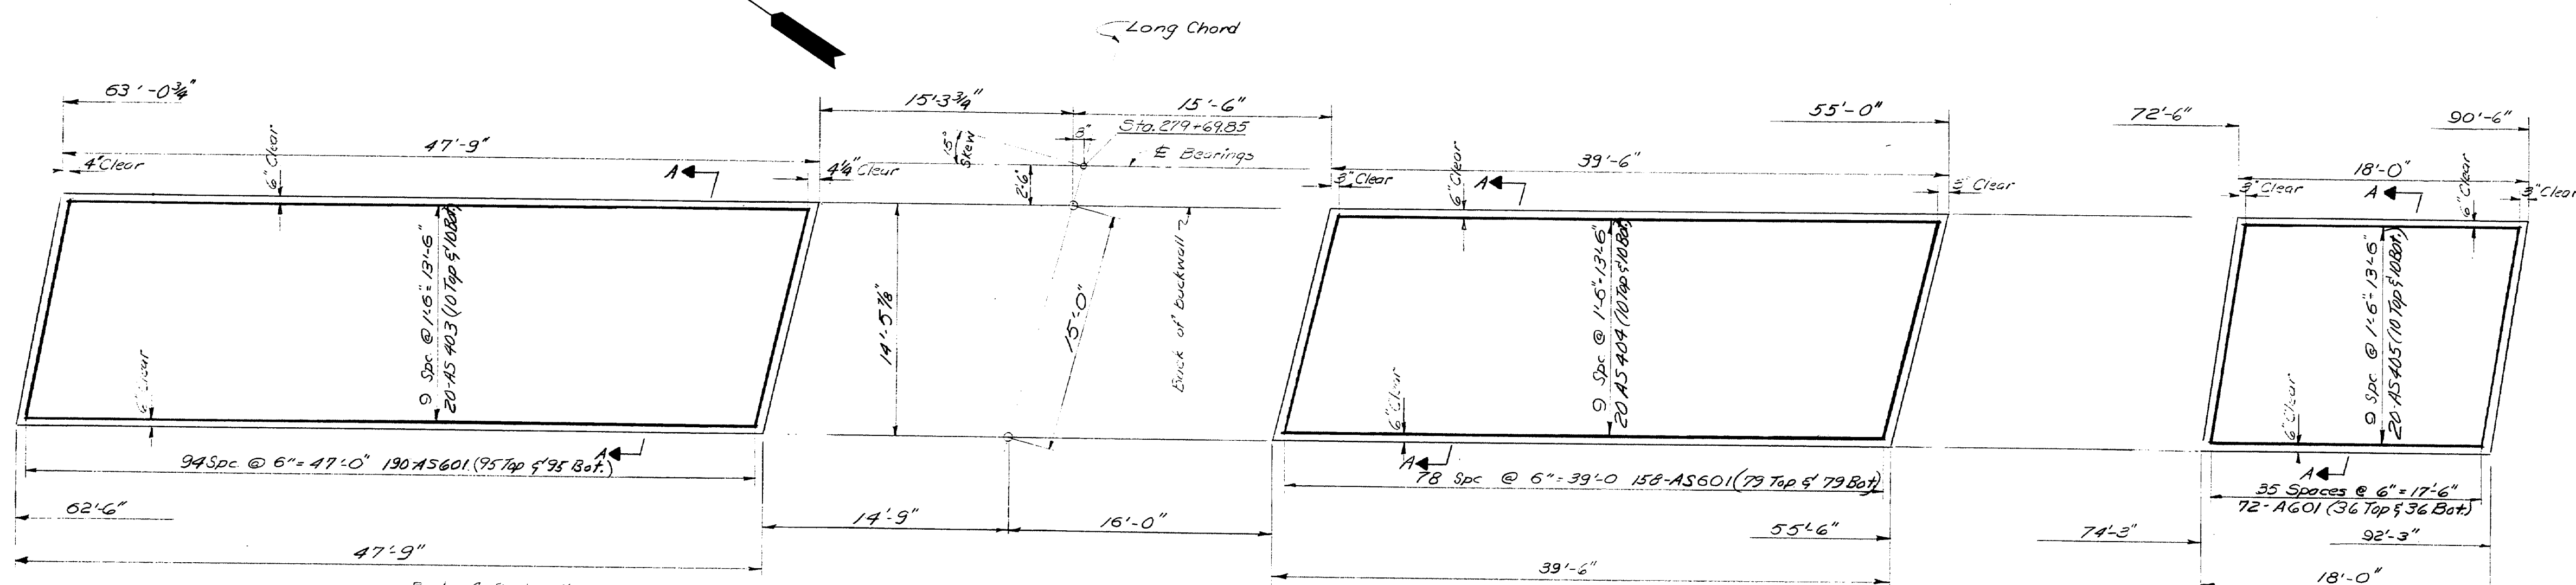 Long Chord
63'-0¾"
15'-3¾"
15'-6"
55'-0"
72'-6"
90'-6"
Sta. 279+69.85
3"
15°
Skew
47'-9"
₵ Bearings
39'-6"
18'-0"
4" Clear
6" Clear
A
4¼" Clear
2'-6"
3" Clear
6" Clear
A
3" Clear
3" Clear
A
6" Clear
3" Clear
9 Spc. @ 1'-6" = 13'-6"
20-AS403 (10 Top & 10 Bot.)
14'-5⅞"
15'-0"
Back of backwall
9 Spc. @ 1'-6" = 13'-6"
20 AS404 (10 Top & 10 Bot.)
9 Spc. @ 1'-6" = 13'-6"
20-AS405 (10 Top & 10 Bot.)
6" Clear
6" Clear
6" Clear
A
94 Spc. @ 6" = 47'-0" 190-AS601 (95 Top & 95 Bot.)
A
78 Spc @ 6" = 39'-0 158-AS601 (79 Top & 79 Bot)
A
35 Spaces @ 6" = 17'-6"
72-A601 (36 Top & 36 Bot.)
62'-6"
14'-9"
16'-0"
55'-6"
74'-3"
92'-3"
47'-9"
39'-6"
18'-0"